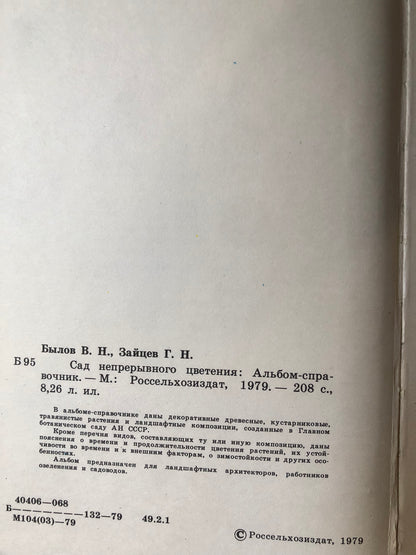 Былов В. Н., Зайцев Г. Н.
Б 95 Сад непрерывного цветения: Альбом-спра-
вочник. — М.: Россельхозиздат, 1979. — 208 с.,
8,26 л. ил.
В альбоме-справочнике даны декоративные древесные, кустарниковые,
травянистые растения и ландшафтные композиции, созданные в Главном
ботаническом саду АН СССР.
Кроме перечня видов, составляющих ту или иную композицию, даны
пояснения о времени и продолжительности цветения растений, их устой-
чивости во времени и к внешним факторам, о зимостойкости и других осо-
бенностях.
Альбом предназначен для ландшафтных архитекторов, работников
озеленения и садоводов.
40406—068
Б—————————132—79 49.2.1
М104(03)—79
© Россельхозиздат, 1979